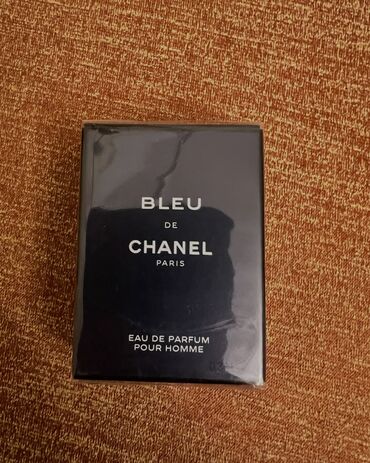 BLEU
DE
CHANEL
PARIS
EAU DE PARFUM
POUR HOMME